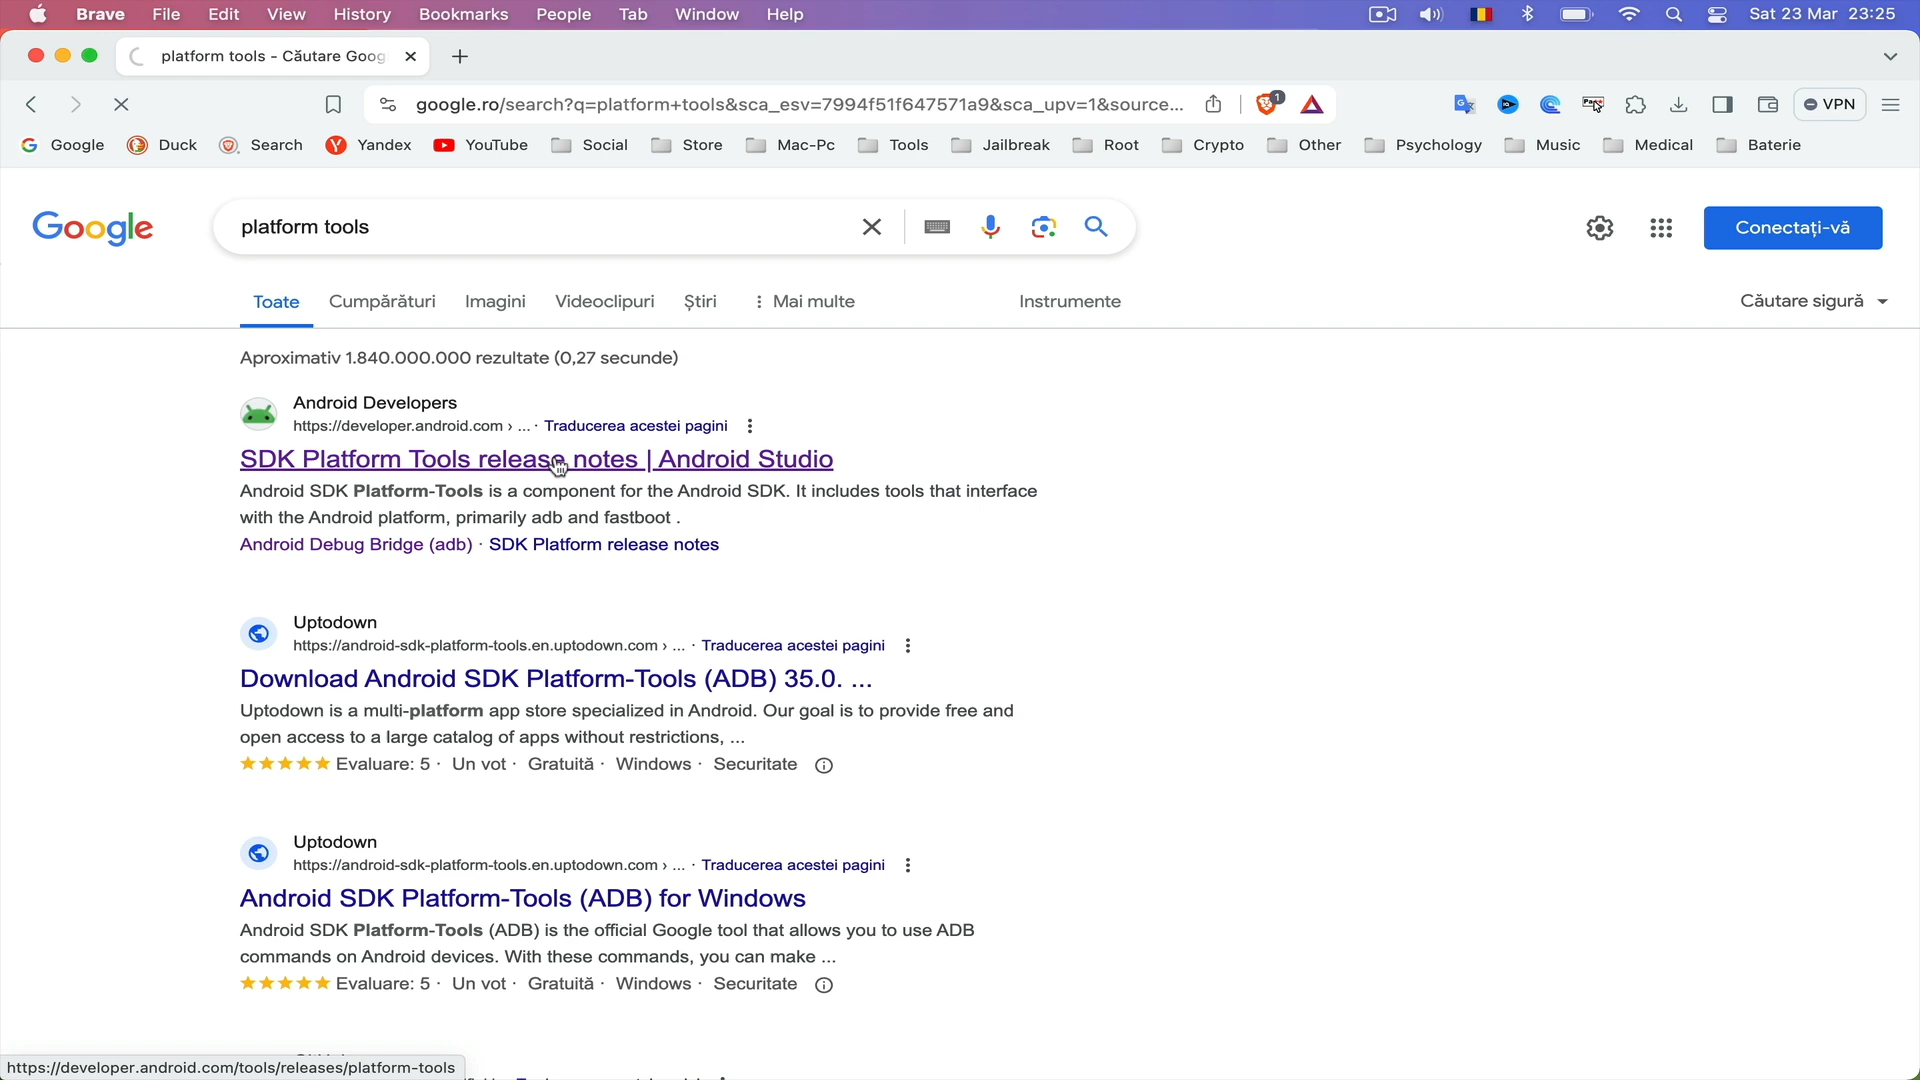 Brave File Edit View History Bookmarks People Tab Window Help Sat 23 Mar 23:25
platform tools - Căutare Goog
google.ro/search?q=platform+tools&sca_esv=7994f51f647571a9&sca_upv=1&source... 1 VPN
Google Duck Search Yandex YouTube Social Store Mac-Pc Tools Jailbreak Root Crypto Other Psychology Music Medical Baterie
Google platform tools Conectați-vă
Toate Cumpărături Imagini Videoclipuri Știri Mai multe Instrumente Căutare sigură
Aproximativ 1.840.000.000 rezultate (0,27 secunde)
Android Developers
https://developer.android.com › ... · Traducerea acestei pagini
SDK Platform Tools release notes | Android Studio
Android SDK Platform-Tools is a component for the Android SDK. It includes tools that interface
with the Android platform, primarily adb and fastboot .
Android Debug Bridge (adb) · SDK Platform release notes
Uptodown
https://android-sdk-platform-tools.en.uptodown.com › ... · Traducerea acestei pagini
Download Android SDK Platform-Tools (ADB) 35.0. ...
Uptodown is a multi-platform app store specialized in Android. Our goal is to provide free and
open access to a large catalog of apps without restrictions, ...
Evaluare: 5 · Un vot · Gratuită · Windows · Securitate
Uptodown
https://android-sdk-platform-tools.en.uptodown.com › ... · Traducerea acestei pagini
Android SDK Platform-Tools (ADB) for Windows
Android SDK Platform-Tools (ADB) is the official Google tool that allows you to use ADB
commands on Android devices. With these commands, you can make ...
Evaluare: 5 · Un vot · Gratuită · Windows · Securitate
https://developer.android.com/tools/releases/platform-tools